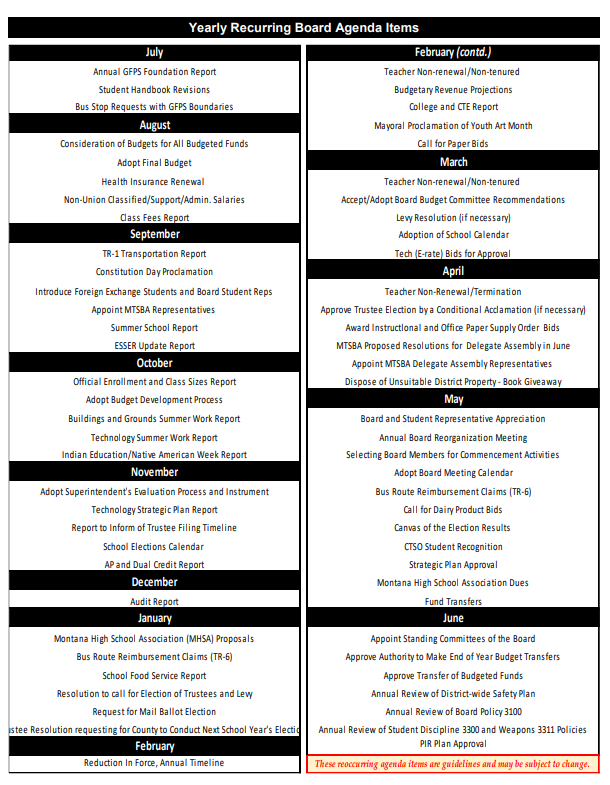 Yearly Recurring Board Agenda Items
July
Annual GFPS Foundation Report
Student Handbook Revisions
Bus Stop Requests with GFPS Boundaries
August
Consideration of Budgets for All Budgeted Funds
Adopt Final Budget
Health Insurance Renewal
Non-Union Classified/Support/Admin. Salaries
Class Fees Report
September
TR-1 Transportation Report
Constitution Day Proclamation
Introduce Foreign Exchange Students and Board Student Reps
Appoint MTSBA Representatives
Summer School Report
ESSER Update Report
October
Official Enrollment and Class Sizes Report
Adopt Budget Development Process
Buildings and Grounds Summer Work Report
Technology Summer Work Report
Indian Education/Native American Week Report
November
Adopt Superintendent's Evaluation Process and Instrument
Technology Strategic Plan Report
Report to Inform of Trustee Filing Timeline
School Elections Calendar
AP and Dual Credit Report
December
Audit Report
January
Montana High School Association (MHSA) Proposals
Bus Route Reimbursement Claims (TR-6)
School Food Service Report
Resolution to call for Election of Trustees and Levy
Request for Mail Ballot Election
stee Resolution requesting for County to Conduct Next School Year's Electio
February
Reduction In Force, Annual Timeline
February (contd.)
Teacher Non-renewal/Non-tenured
Budgetary Revenue Projections
College and CTE Report
Mayoral Proclamation of Youth Art Month
Call for Paper Bids
March
Teacher Non-renewal/Non-tenured
Accept/Adopt Board Budget Committee Recommendations
Levy Resolution (if necessary)
Adoption of School Calendar
Tech (E-rate) Bids for Approval
April
Teacher Non-Renewal/Termination
Approve Trustee Election by a Conditional Acclamation (if necessary)
Award Instructional and Office Paper Supply Order Bids
MTSBA Proposed Resolutions for Delegate Assembly in June
Appoint MTSBA Delegate Assembly Representatives
Dispose of Unsuitable District Property - Book Giveaway
May
Board and Student Representative Appreciation
Annual Board Reorganization Meeting
Selecting Board Members for Commencement Activities
Adopt Board Meeting Calendar
Bus Route Reimbursement Claims (TR-6)
Call for Dairy Product Bids
Canvas of the Election Results
CTSO Student Recognition
Strategic Plan Approval
Montana High School Association Dues
Fund Transfers
June
Appoint Standing Committees of the Board
Approve Authority to Make End of Year Budget Transfers
Approve Transfer of Budgeted Funds
Annual Review of District-wide Safety Plan
Annual Review of Board Policy 3100
Annual Review of Student Discipline 3300 and Weapons 3311 Policies
PIR Plan Approval
These reoccurring agenda items are guidelines and may be subject to change.